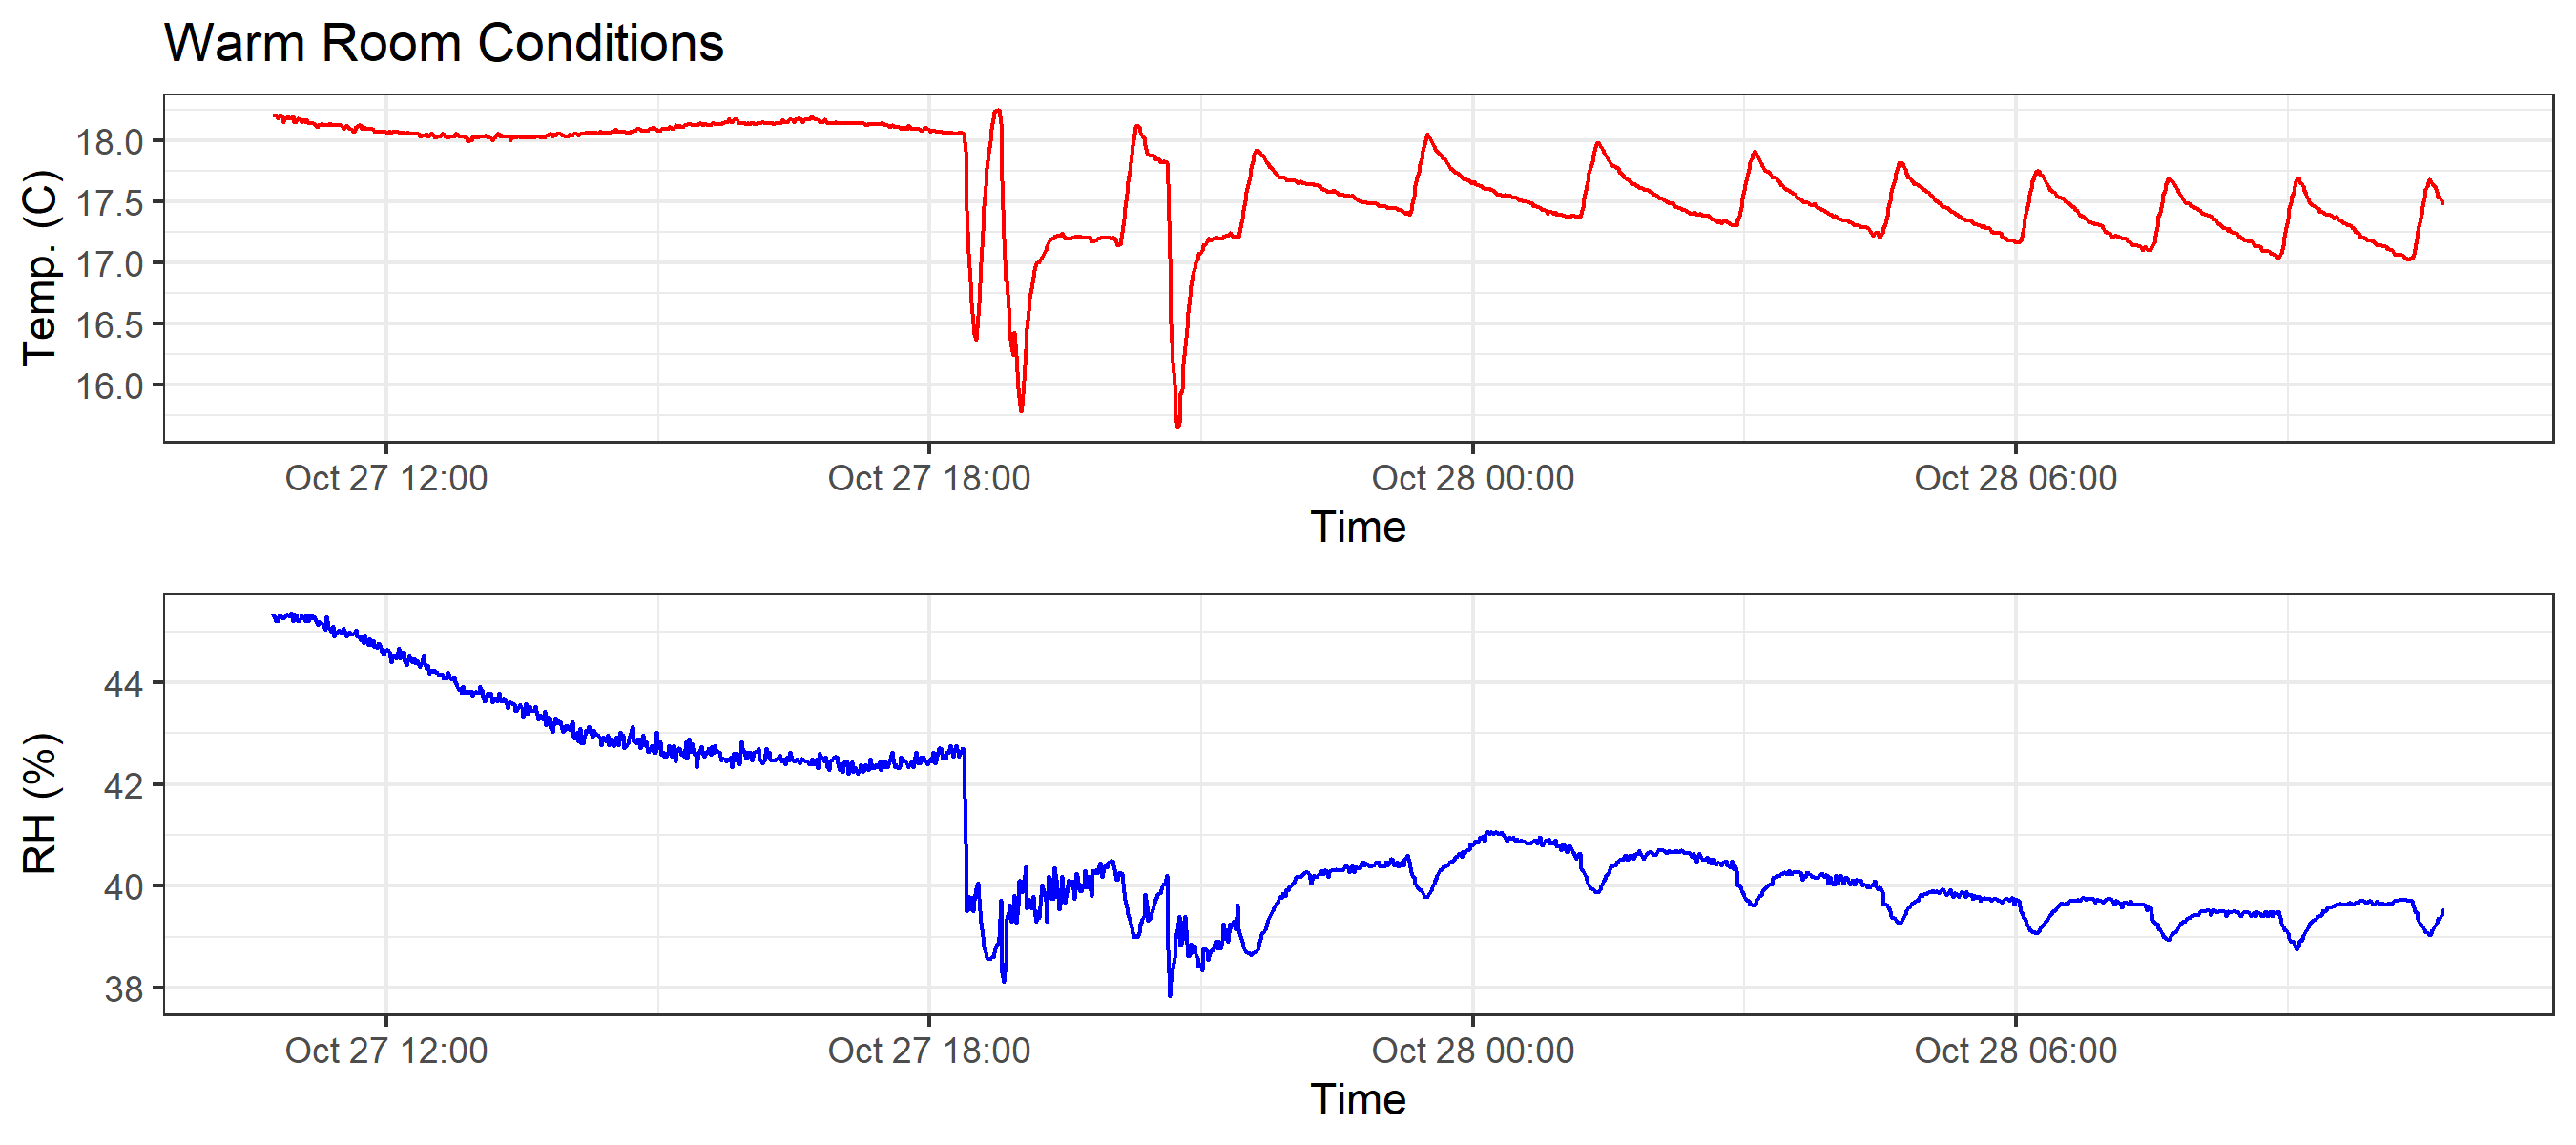 Warm Room Conditions
Temp. (C)
18.0
17.5
17.0
16.5
16.0
Oct 27 12:00 Oct 27 18:00 Oct 28 00:00 Oct 28 06:00
Time
RH (%)
44
42
40
38
Oct 27 12:00 Oct 27 18:00 Oct 28 00:00 Oct 28 06:00
Time